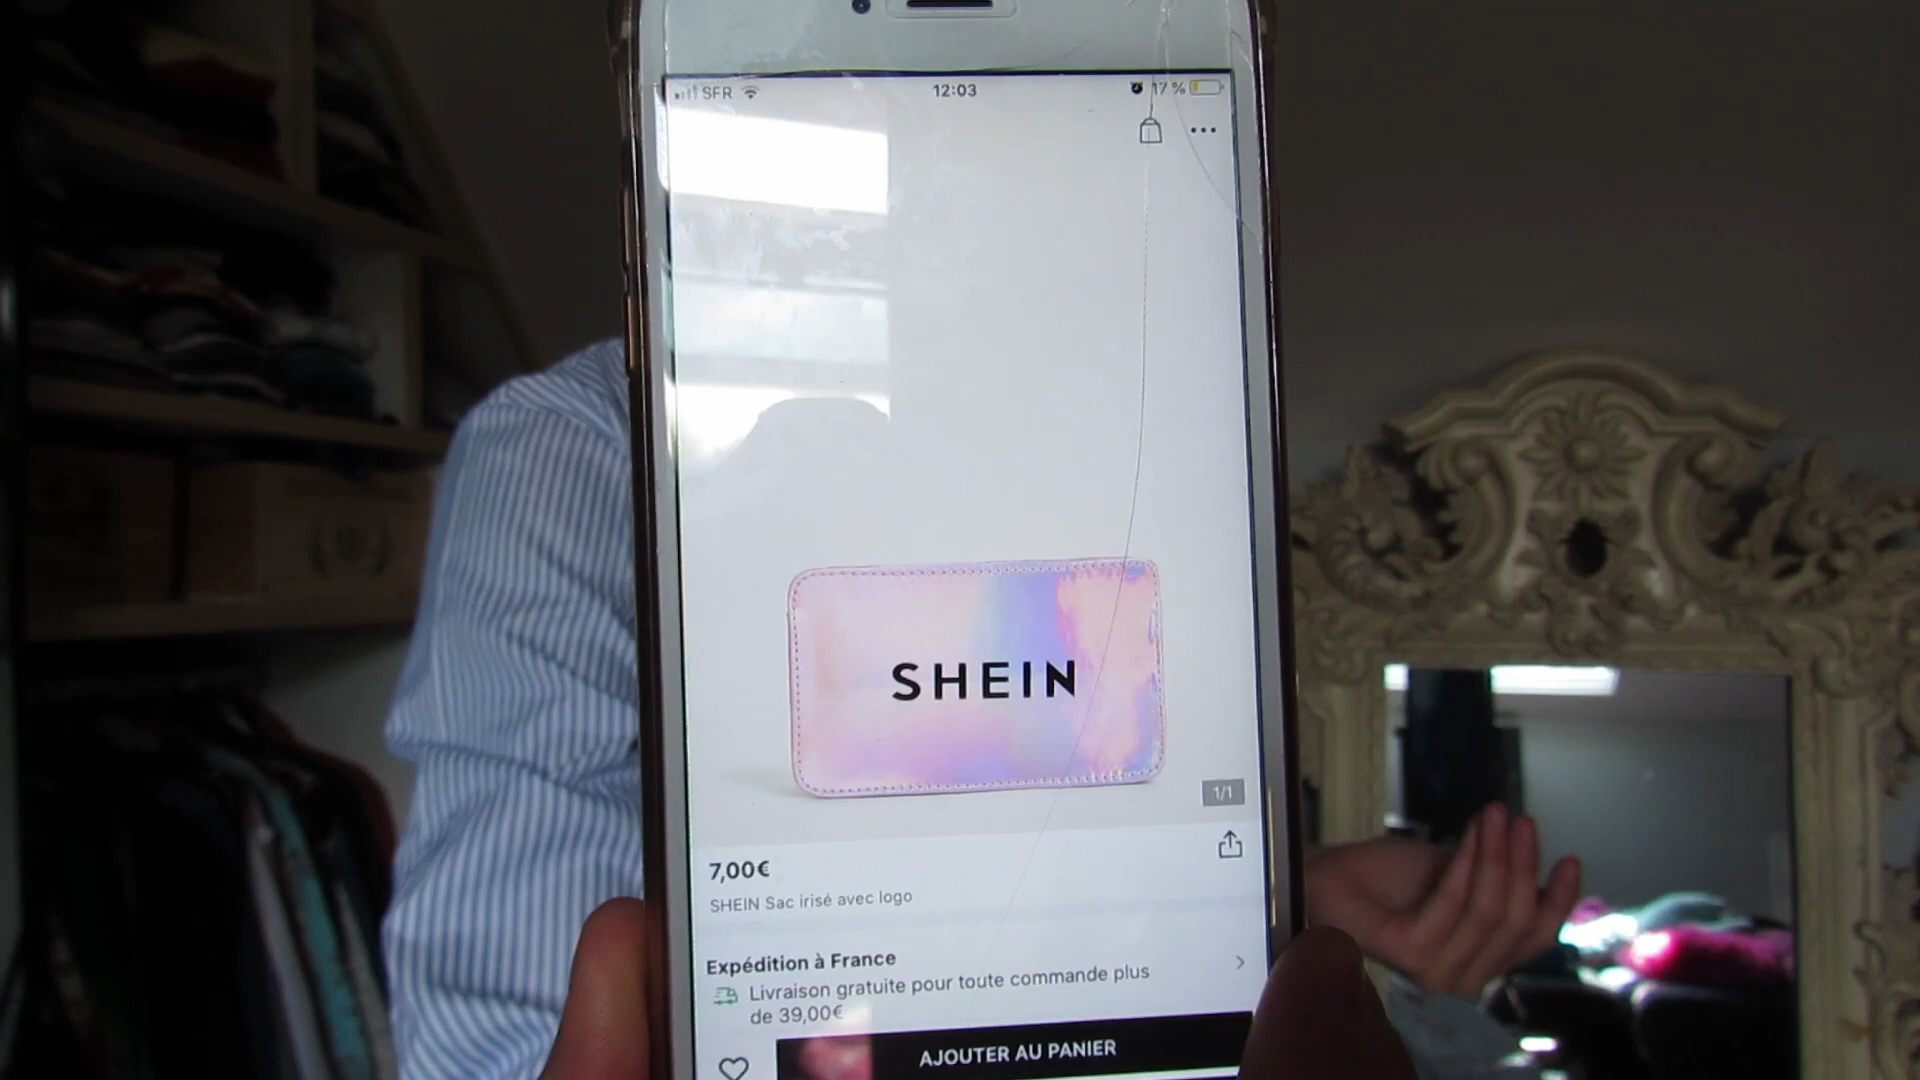 SFR 12:03 17 %
SHEIN
1/1
7,00€
SHEIN Sac irisé avec logo
Expédition à France
Livraison gratuite pour toute commande plus
de 39,00€
AJOUTER AU PANIER